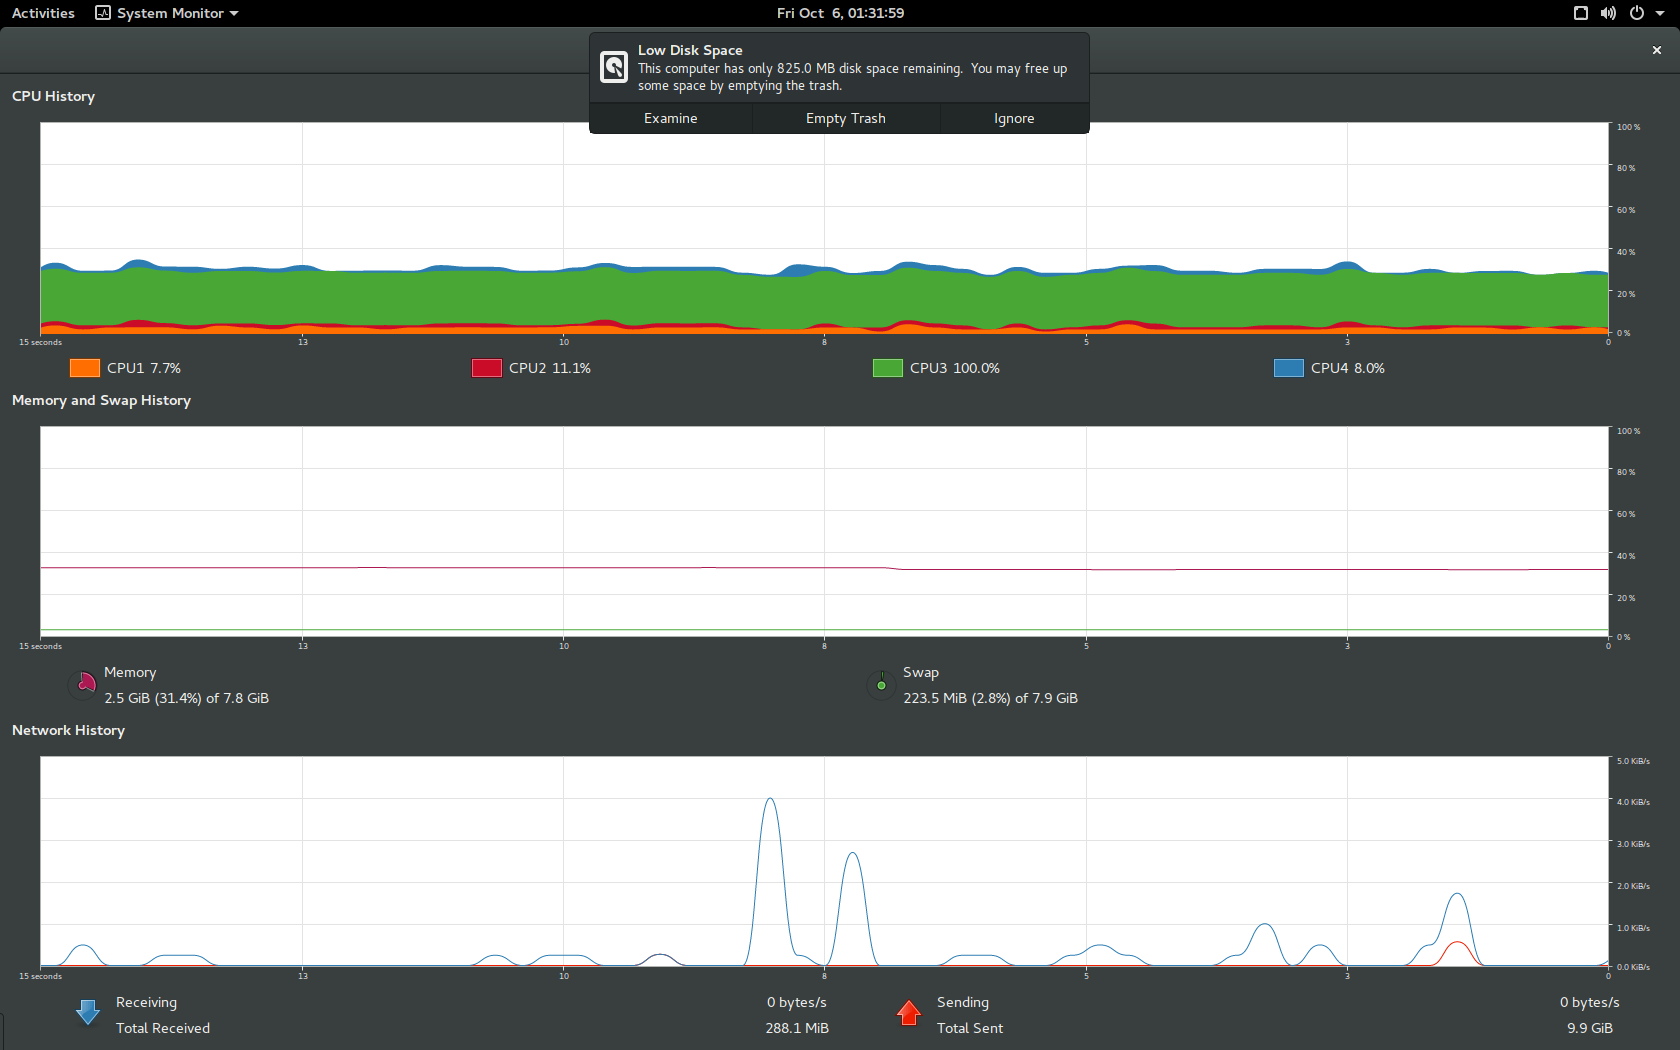 Activities System Monitor Fri Oct 6, 01:31:59
Low Disk Space
This computer has only 825.0 MB disk space remaining. You may free up
some space by emptying the trash.
Examine Empty Trash Ignore
CPU History
100 %
80 %
60 %
40 %
20 %
0 %
15 seconds 13 10 8 5 3 0
CPU1 7.7% CPU2 11.1% CPU3 100.0% CPU4 8.0%
Memory and Swap History
100 %
80 %
60 %
40 %
20 %
0 %
15 seconds 13 10 8 5 3 0
Memory Swap
2.5 GiB (31.4%) of 7.8 GiB 223.5 MiB (2.8%) of 7.9 GiB
Network History
5.0 KiB/s
4.0 KiB/s
3.0 KiB/s
2.0 KiB/s
1.0 KiB/s
0.0 KiB/s
15 seconds 13 10 8 5 3 0
Receiving 0 bytes/s Sending 0 bytes/s
Total Received 288.1 MiB Total Sent 9.9 GiB